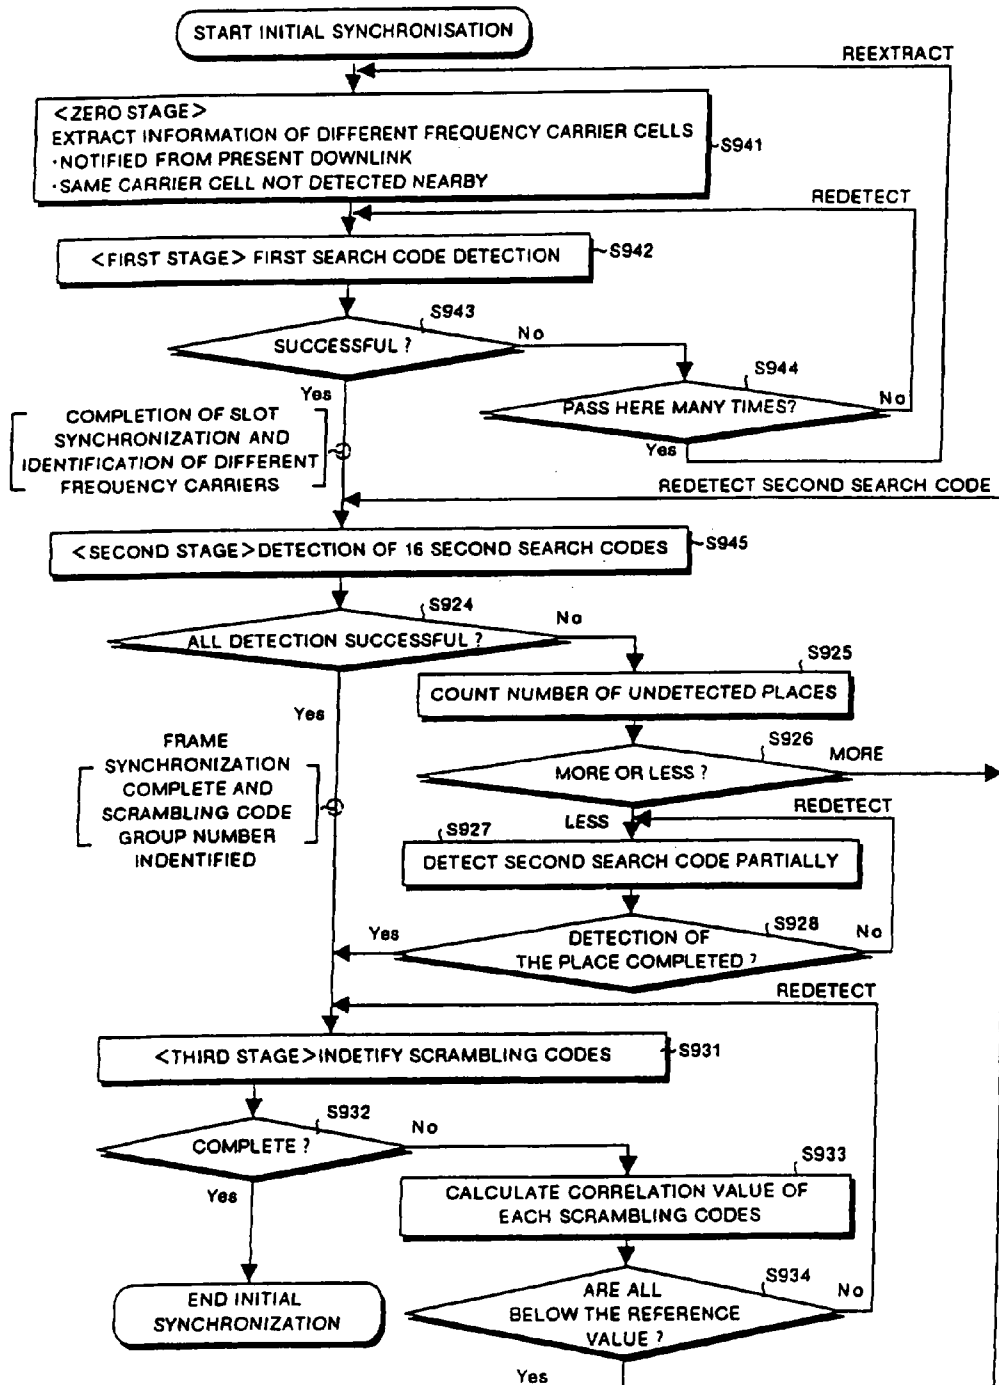 START INITIAL SYNCHRONISATION
REEXTRACT
<ZERO STAGE>
EXTRACT INFORMATION OF DIFFERENT FREQUENCY CARRIER CELLS
·NOTIFIED FROM PRESENT DOWNLINK
·SAME CARRIER CELL NOT DETECTED NEARBY
S941
REDETECT
<FIRST STAGE> FIRST SEARCH CODE DETECTION
S942
S943
SUCCESSFUL ?
No
Yes
S944
PASS HERE MANY TIMES?
No
Yes
COMPLETION OF SLOT
SYNCHRONIZATION AND
IDENTIFICATION OF DIFFERENT
FREQUENCY CARRIERS
REDETECT SECOND SEARCH CODE
<SECOND STAGE>DETECTION OF 16 SECOND SEARCH CODES
S945
S924
ALL DETECTION SUCCESSFUL ?
No
Yes
S925
COUNT NUMBER OF UNDETECTED PLACES
S926
MORE OR LESS ?
MORE
LESS
REDETECT
FRAME
SYNCHRONIZATION
COMPLETE AND
SCRAMBLING CODE
GROUP NUMBER
INDENTIFIED
S927
DETECT SECOND SEARCH CODE PARTIALLY
S928
DETECTION OF
THE PLACE COMPLETED ?
Yes
No
REDETECT
<THIRD STAGE>INDETIFY SCRAMBLING CODES
S931
S932
COMPLETE ?
No
Yes
S933
CALCULATE CORRELATION VALUE OF
EACH SCRAMBLING CODES
S934
ARE ALL
BELOW THE REFERENCE
VALUE ?
No
Yes
END INITIAL
SYNCHRONIZATION